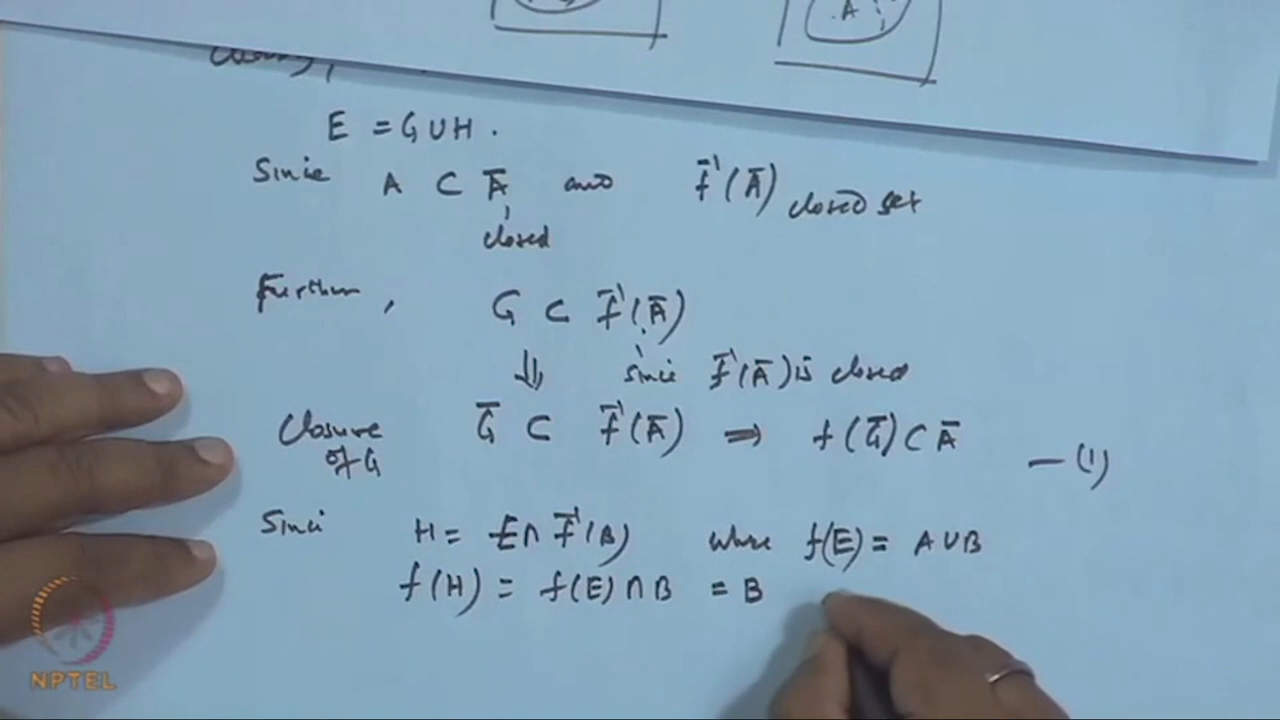 A
E = G ∪ H .
Since A ⊂ Ā and f⁻¹(Ā) closed set
closed
Further , G ⊂ f⁻¹(Ā)
⇓ since f⁻¹(Ā) is closed
Closure of G Ḡ ⊂ f⁻¹(Ā) ⇒ f(Ḡ) ⊂ Ā — (1)
Since H = E ∩ f⁻¹(B) where f(E) = A ∪ B
f(H) = f(E) ∩ B = B
NPTEL